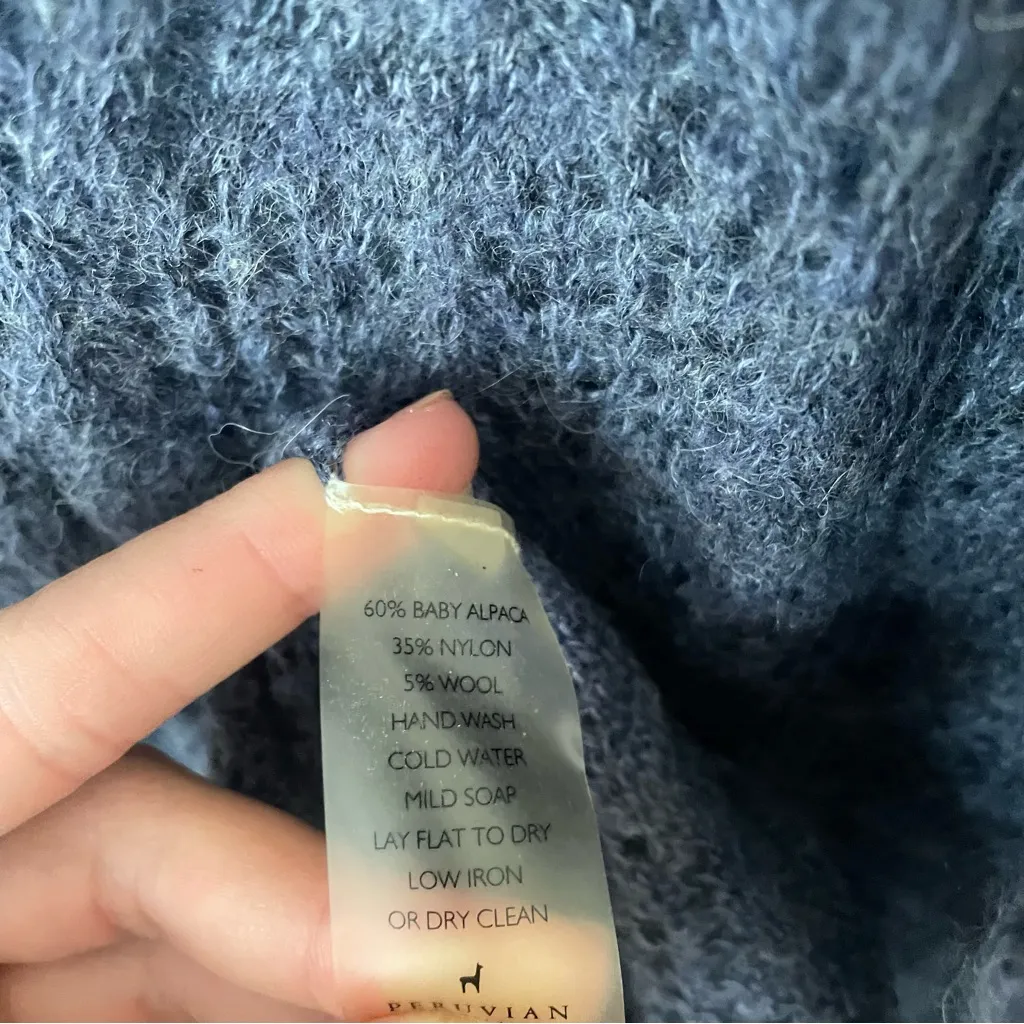 60% BABY ALPACA
35% NYLON
5% WOOL
HAND WASH
COLD WATER
MILD SOAP
LAY FLAT TO DRY
LOW IRON
OR DRY CLEAN
PERUVIAN